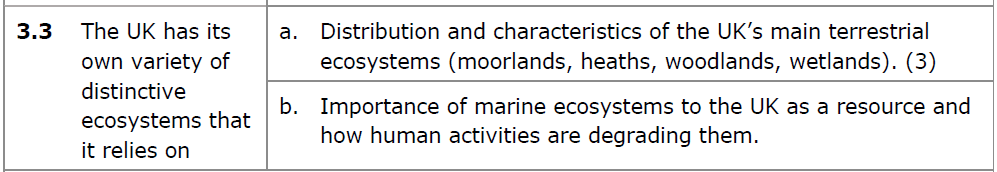 3.3 The UK has its
own variety of
distinctive
ecosystems that
it relies on
a. Distribution and characteristics of the UK’s main terrestrial
ecosystems (moorlands, heaths, woodlands, wetlands). (3)
b. Importance of marine ecosystems to the UK as a resource and
how human activities are degrading them.